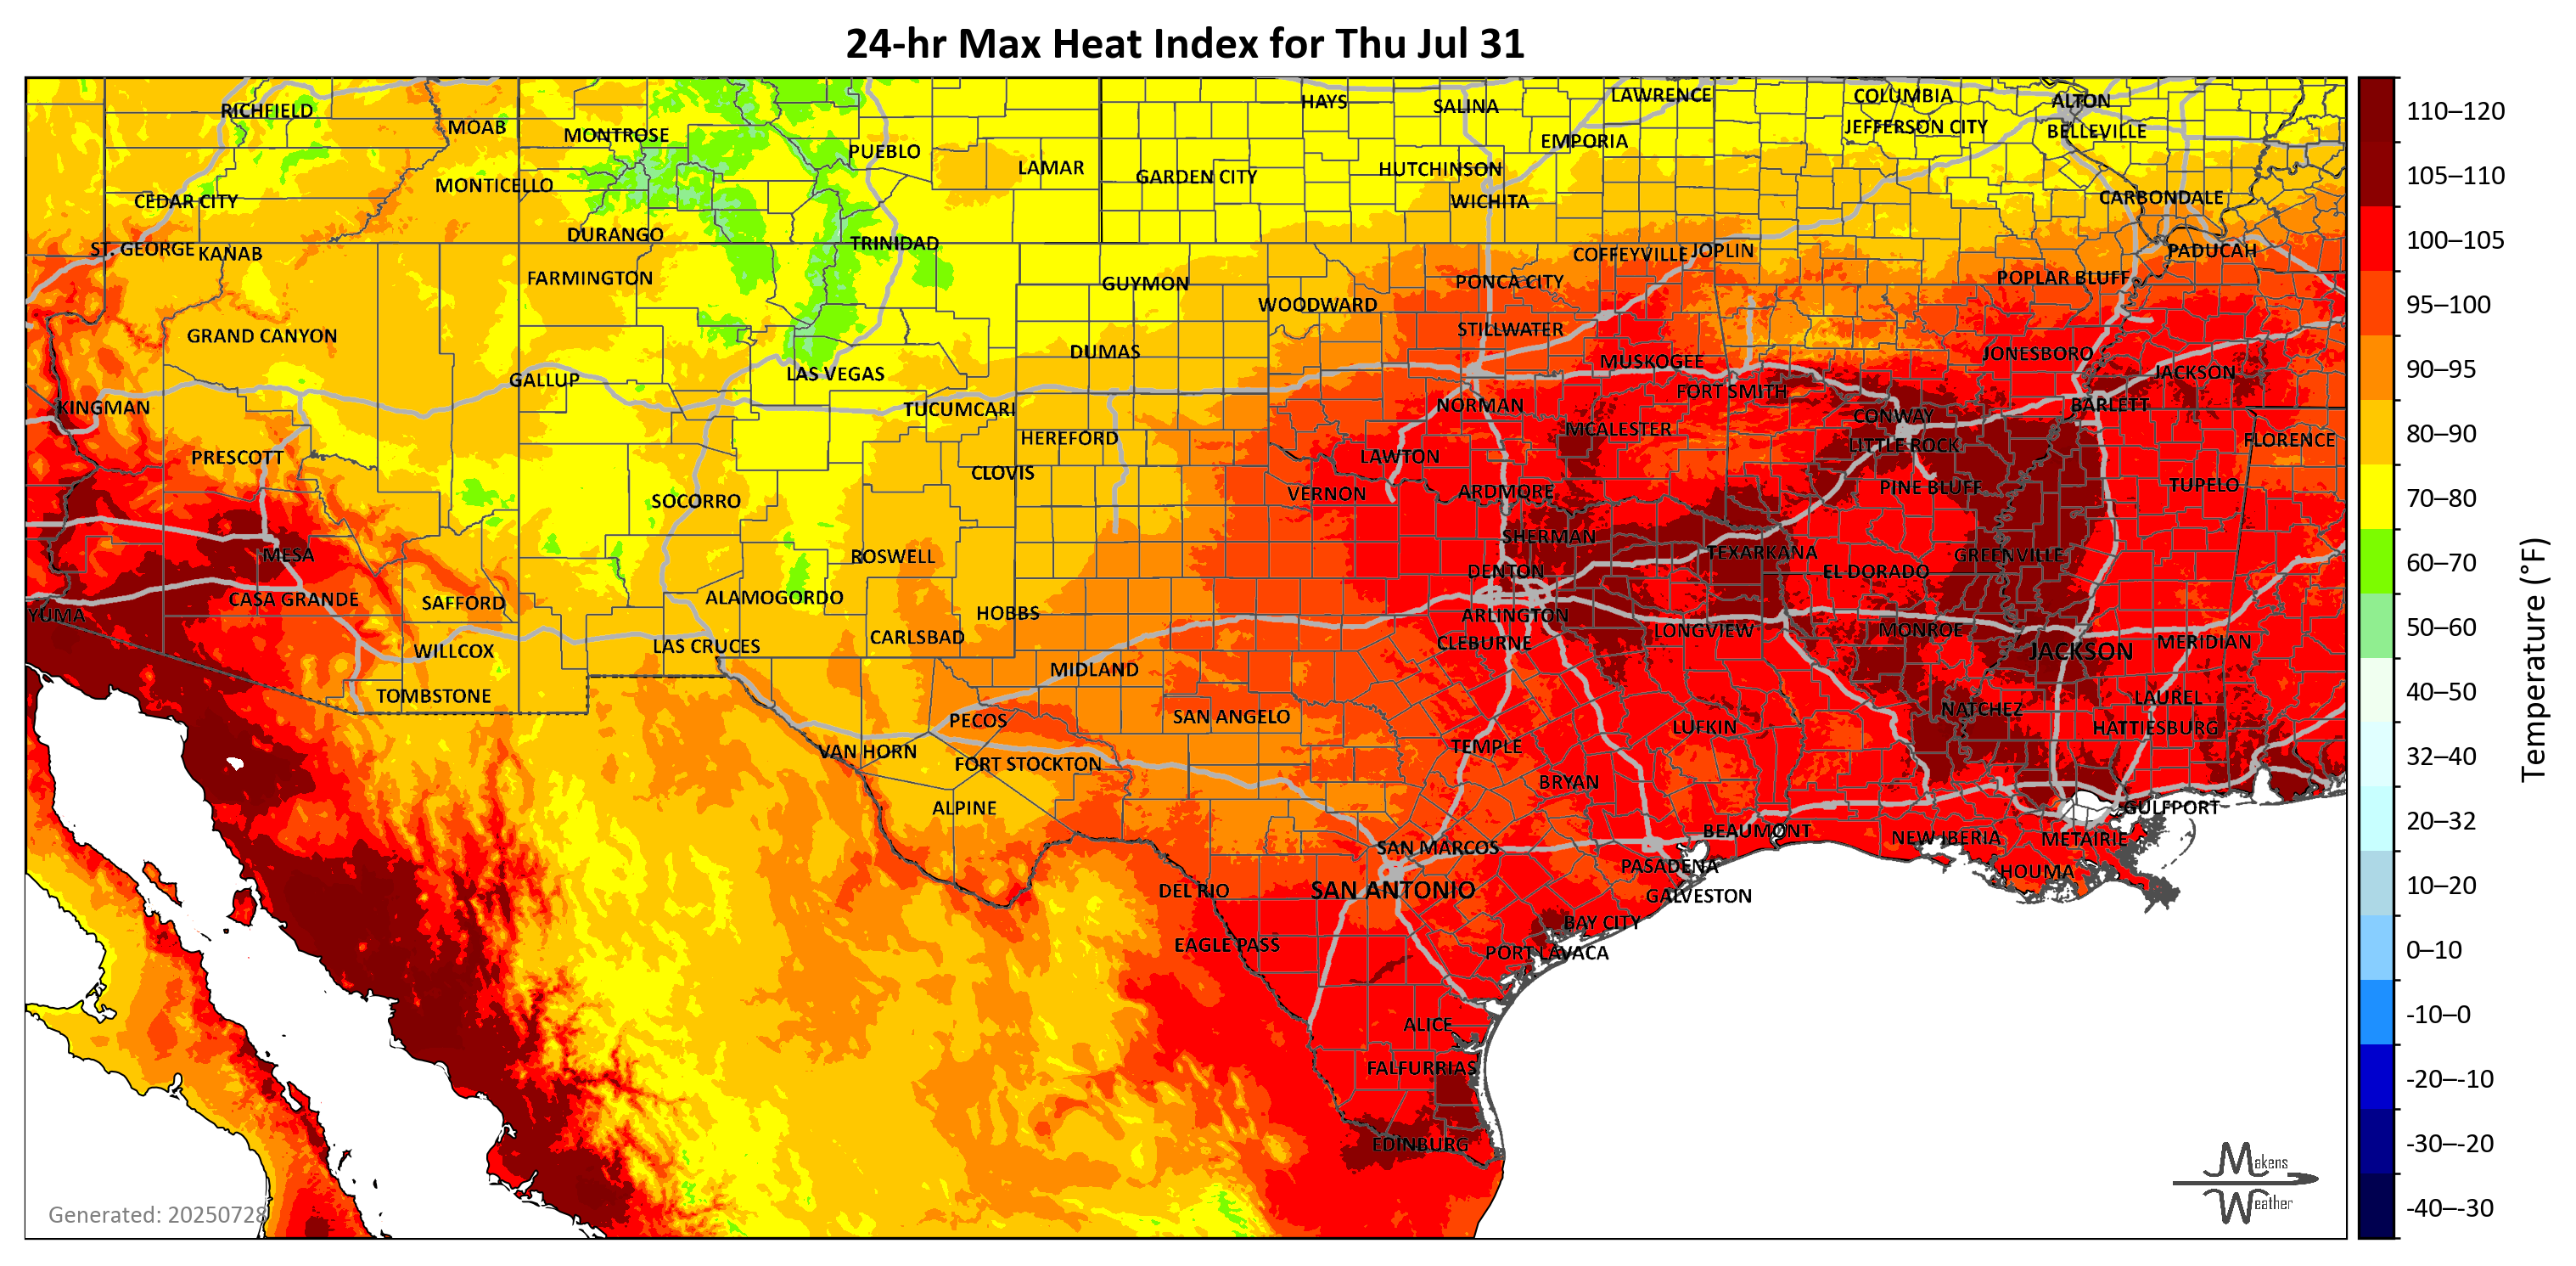 24-hr Max Heat Index for Thu Jul 31
RICHFIELD
MOAB
MONTROSE
PUEBLO
LAMAR
HAYS
SALINA
LAWRENCE
COLUMBIA
ALTON
JEFFERSON CITY
BELLEVILLE
EMPORIA
HUTCHINSON
GARDEN CITY
MONTICELLO
CEDAR CITY
WICHITA
CARBONDALE
DURANGO
TRINIDAD
ST. GEORGE
KANAB
COFFEYVILLE
JOPLIN
PADUCAH
FARMINGTON
GUYMON
PONCA CITY
POPLAR BLUFF
WOODWARD
GRAND CANYON
STILLWATER
DUMAS
JONESBORO
MUSKOGEE
LAS VEGAS
JACKSON
GALLUP
FORT SMITH
KINGMAN
TUCUMCARI
NORMAN
BARLETT
CONWAY
MCALESTER
HEREFORD
LITTLE ROCK
FLORENCE
PRESCOTT
LAWTON
CLOVIS
PINE BLUFF
TUPELO
SOCORRO
VERNON
ARDMORE
SHERMAN
MESA
ROSWELL
TEXARKANA
GREENVILLE
DENTON
EL DORADO
CASA GRANDE
SAFFORD
ALAMOGORDO
HOBBS
YUMA
ARLINGTON
LONGVIEW
MONROE
CARLSBAD
CLEBURNE
LAS CRUCES
WILLCOX
JACKSON
MERIDIAN
MIDLAND
TOMBSTONE
LAUREL
NATCHEZ
PECOS
SAN ANGELO
LUFKIN
HATTIESBURG
VAN HORN
TEMPLE
FORT STOCKTON
BRYAN
ALPINE
GULFPORT
BEAUMONT
NEW IBERIA
METAIRIE
SAN MARCOS
PASADENA
HOUMA
DEL RIO
SAN ANTONIO
GALVESTON
BAY CITY
EAGLE PASS
PORT LAVACA
ALICE
FALFURRIAS
EDINBURG
Generated: 20250728
Makens
Weather
110–120
105–110
100–105
95–100
90–95
80–90
70–80
60–70
50–60
40–50
32–40
20–32
10–20
0–10
-10–0
-20–-10
-30–-20
-40–-30
Temperature (°F)